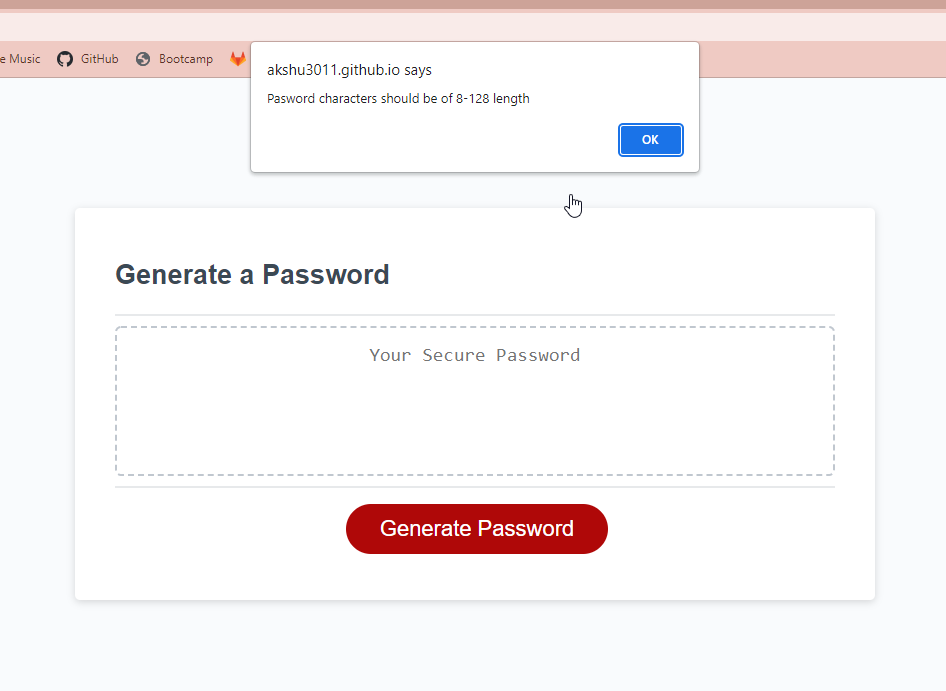 e Music GitHub Bootcamp
akshu3011.github.io says
Pasword characters should be of 8-128 length
OK
Generate a Password
Your Secure Password
Generate Password